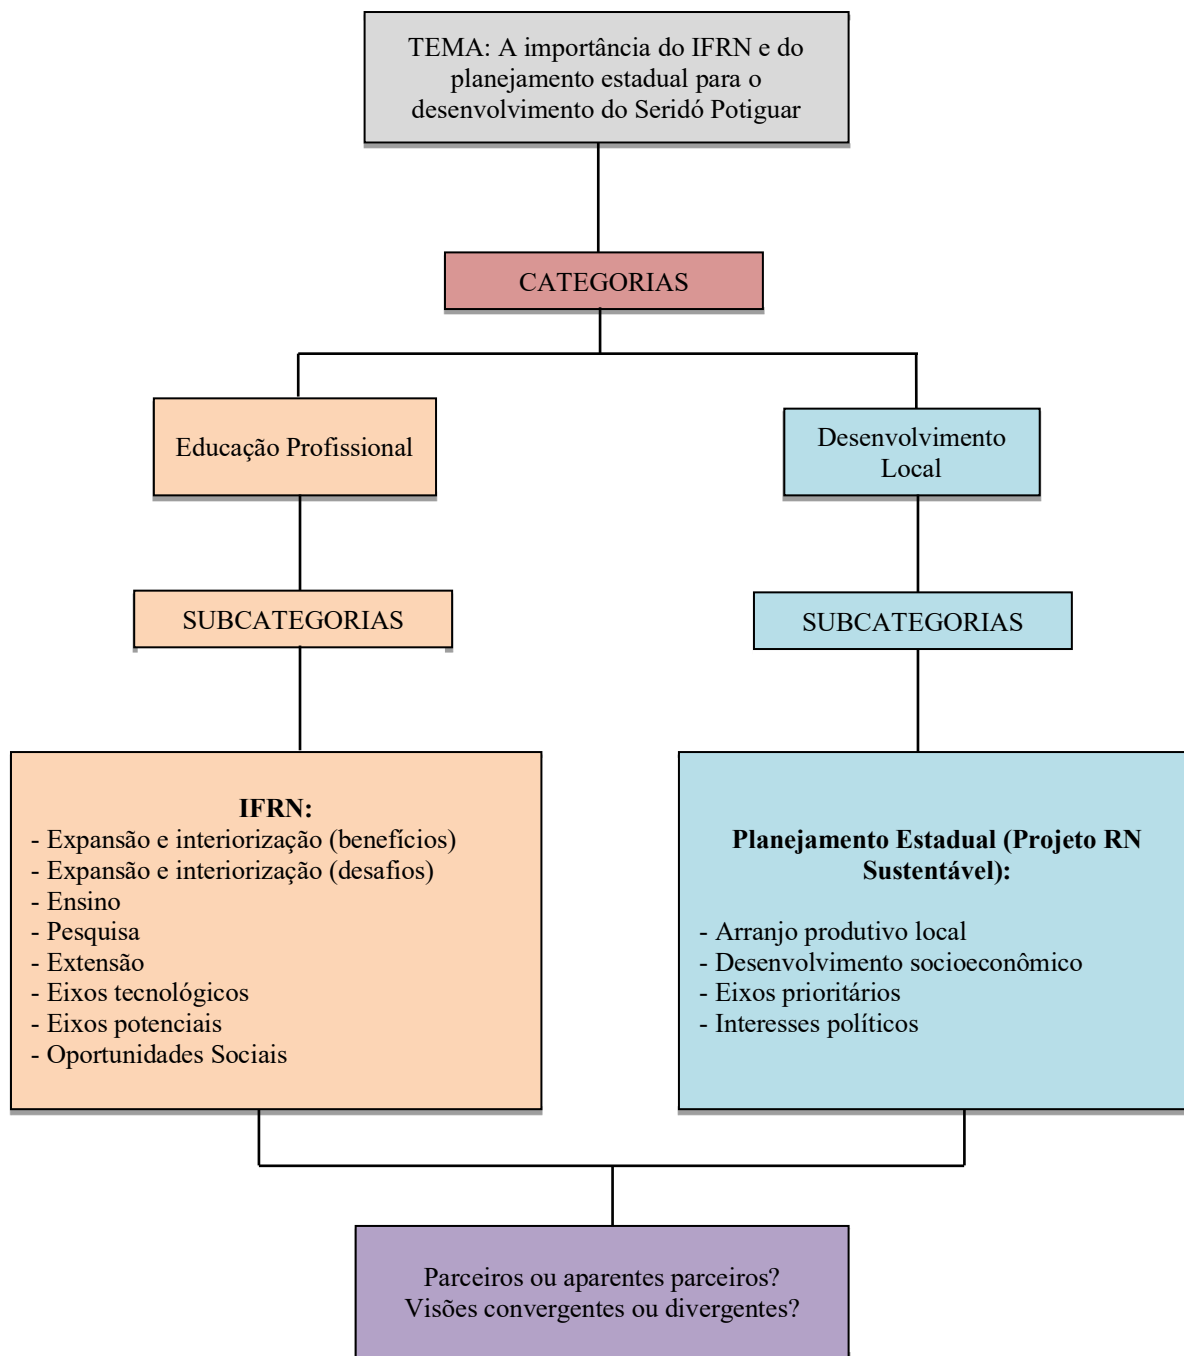 TEMA: A importância do IFRN e do
planejamento estadual para o
desenvolvimento do Seridó Potiguar
CATEGORIAS
Educação Profissional
Desenvolvimento
Local
SUBCATEGORIAS
SUBCATEGORIAS
IFRN:
- Expansão e interiorização (benefícios)
- Expansão e interiorização (desafios)
- Ensino
- Pesquisa
- Extensão
- Eixos tecnológicos
- Eixos potenciais
- Oportunidades Sociais
Planejamento Estadual (Projeto RN
Sustentável):
- Arranjo produtivo local
- Desenvolvimento socioeconômico
- Eixos prioritários
- Interesses políticos
Parceiros ou aparentes parceiros?
Visões convergentes ou divergentes?